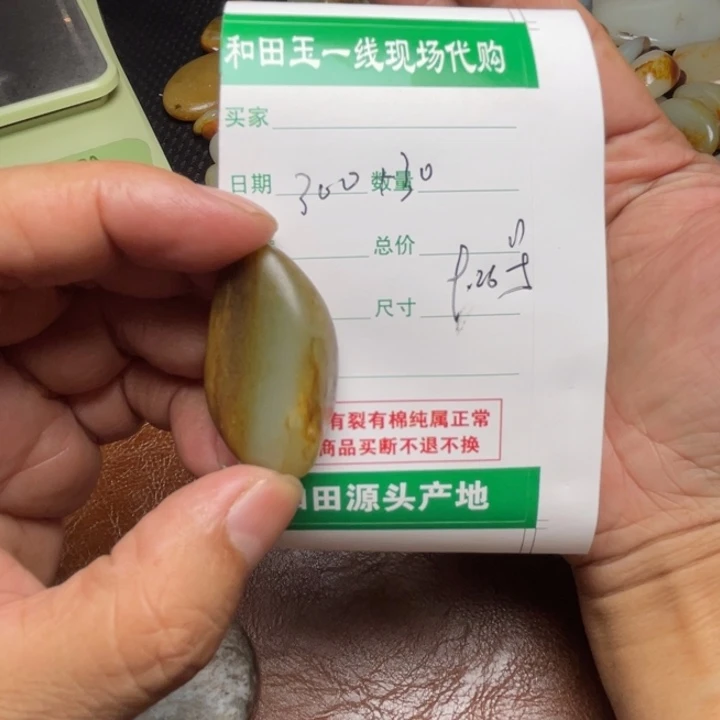 和田玉一线现场代购
买家
日期 300 数量 +30
总价
尺寸
有裂有棉纯属正常
商品买断不退不换
田源头产地